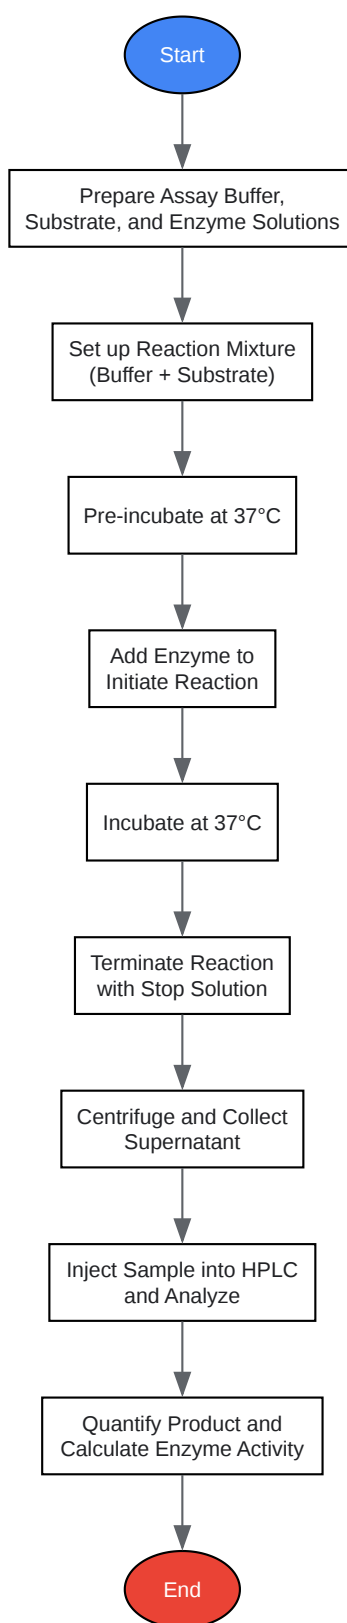 Start
Prepare Assay Buffer,
Substrate, and Enzyme Solutions
Set up Reaction Mixture
(Buffer + Substrate)
Pre-incubate at 37°C
Add Enzyme to
Initiate Reaction
Incubate at 37°C
Terminate Reaction
with Stop Solution
Centrifuge and Collect
Supernatant
Inject Sample into HPLC
and Analyze
Quantify Product and
Calculate Enzyme Activity
End